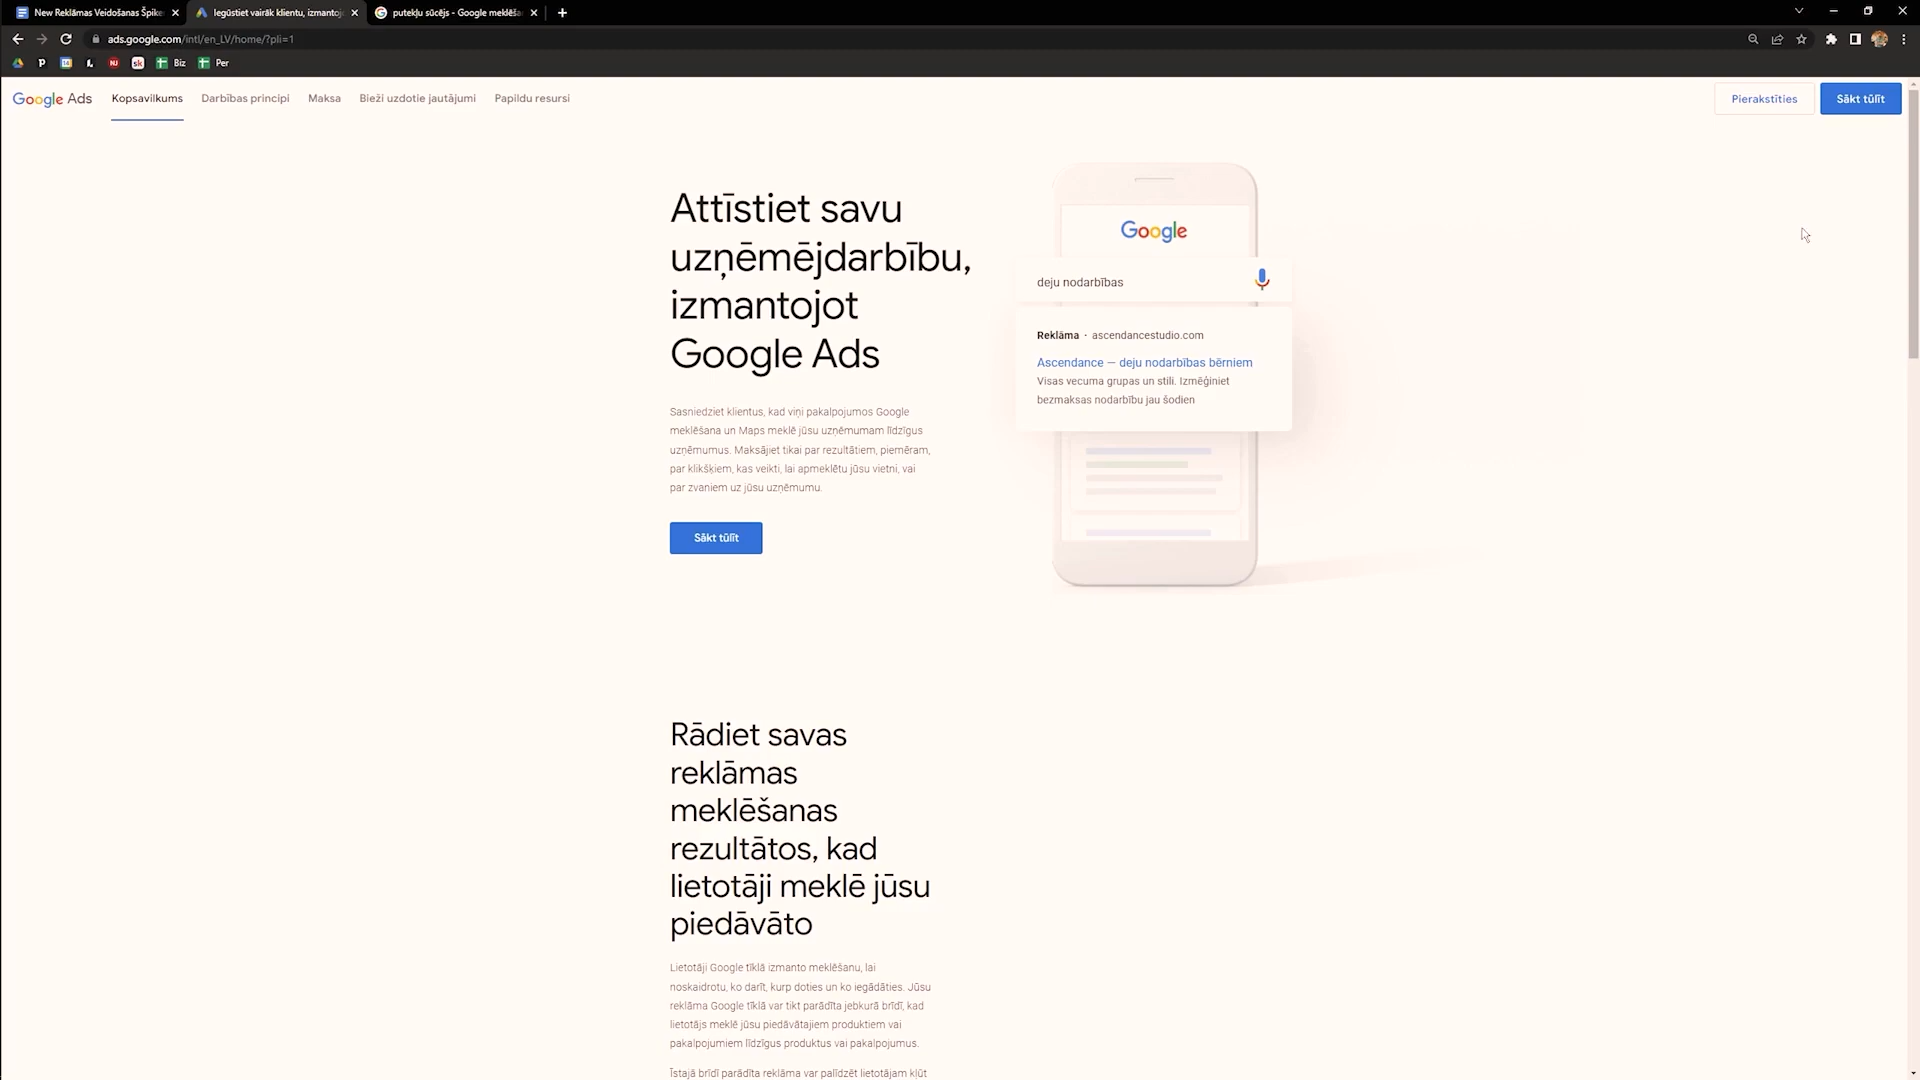 New Reklāmas Veidošanas Špike
Iegūstiet vairāk klientu, izmantojo
putekļu sūcējs - Google meklēša
ads.google.com/intl/en_LV/home/?pli=1
Biz
Per
Google Ads
Kopsavilkums
Darbības principi
Maksa
Bieži uzdotie jautājumi
Papildu resursi
Pierakstīties
Sākt tūlīt
Attīstiet savu
uzņēmējdarbību,
izmantojot
Google Ads
Sasniedziet klientus, kad viņi pakalpojumos Google
meklēšana un Maps meklē jūsu uzņēmumam līdzīgus
uzņēmumus. Maksājiet tikai par rezultātiem, piemēram,
par klikšķiem, kas veikti, lai apmeklētu jūsu vietni, vai
par zvaniem uz jūsu uzņēmumu.
Sākt tūlīt
Google
deju nodarbības
Reklāma · ascendancestudio.com
Ascendance — deju nodarbības bērniem
Visas vecuma grupas un stili. Izmēģiniet
bezmaksas nodarbību jau šodien
Rādiet savas
reklāmas
meklēšanas
rezultātos, kad
lietotāji meklē jūsu
piedāvāto
Lietotāji Google tīklā izmanto meklēšanu, lai
noskaidrotu, ko darīt, kurp doties un ko iegādāties. Jūsu
reklāma Google tīklā var tikt parādīta jebkurā brīdī, kad
lietotājs meklē jūsu piedāvātajiem produktiem vai
pakalpojumiem līdzīgus produktus vai pakalpojumus.
Īstajā brīdī parādīta reklāma var palīdzēt lietotājam kļūt